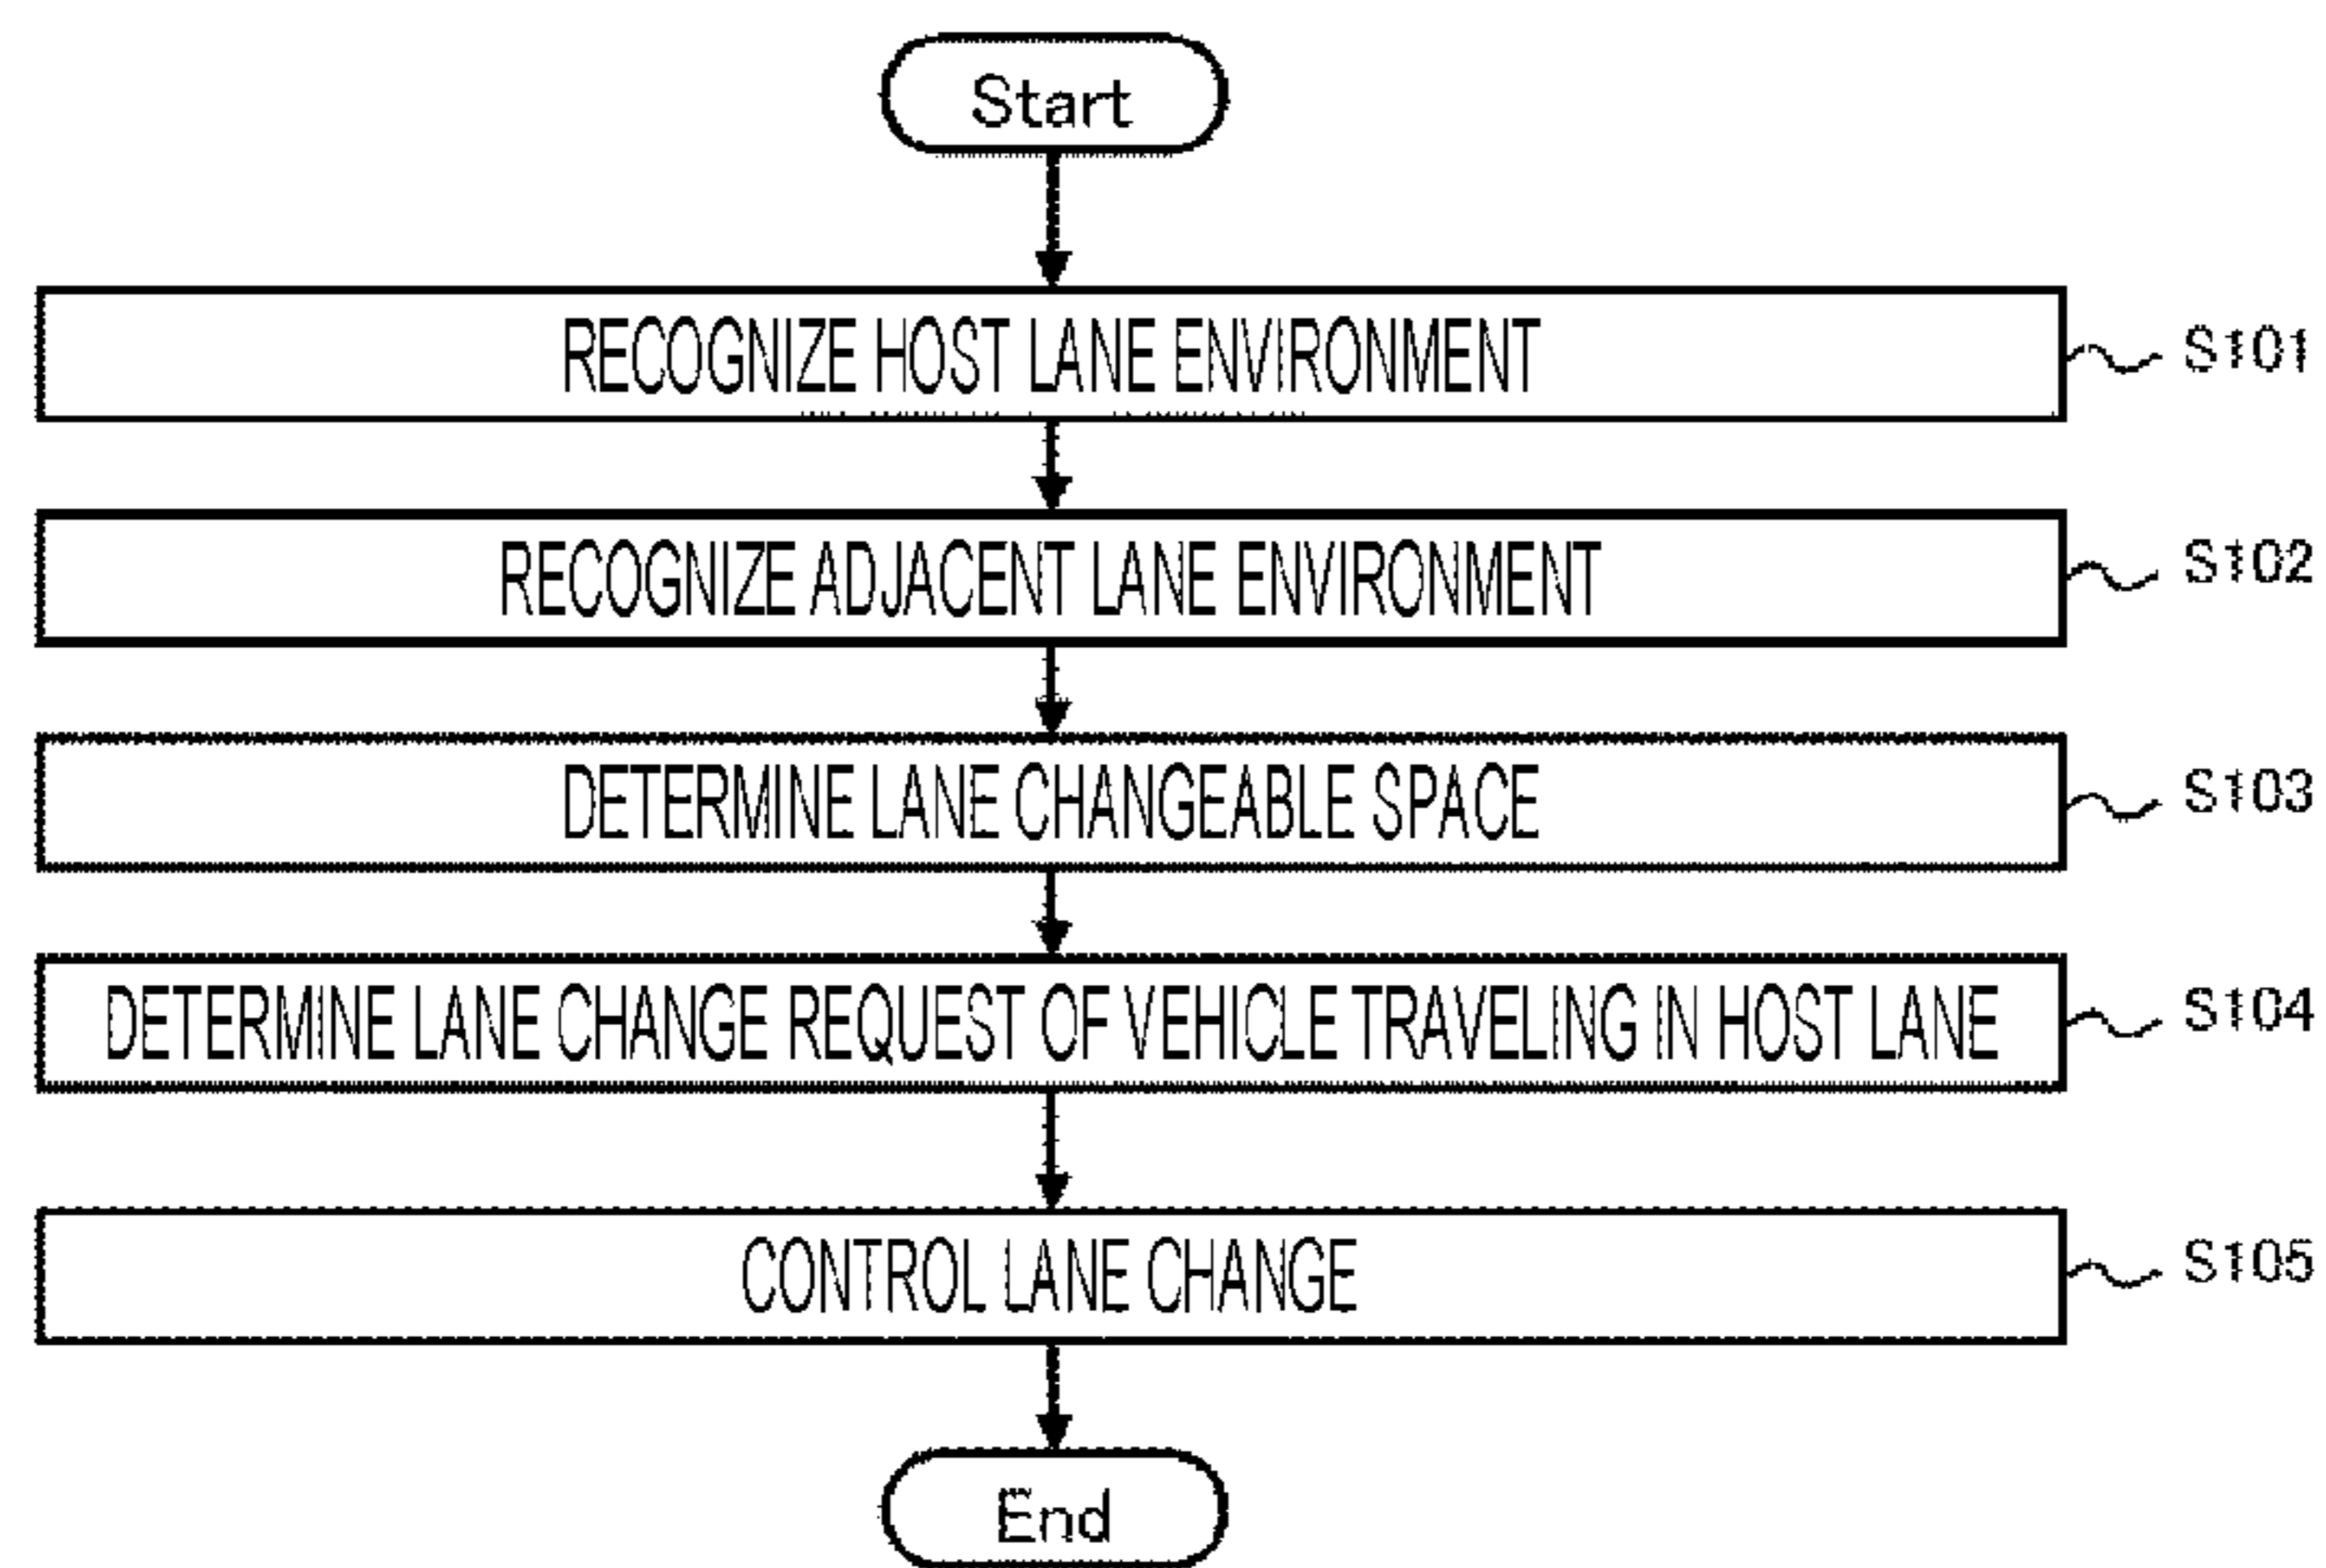 Start
RECOGNIZE HOST LANE ENVIRONMENT
S101
RECOGNIZE ADJACENT LANE ENVIRONMENT
S102
DETERMINE LANE CHANGEABLE SPACE
S103
DETERMINE LANE CHANGE REQUEST OF VEHICLE TRAVELING IN HOST LANE
S104
CONTROL LANE CHANGE
S105
End